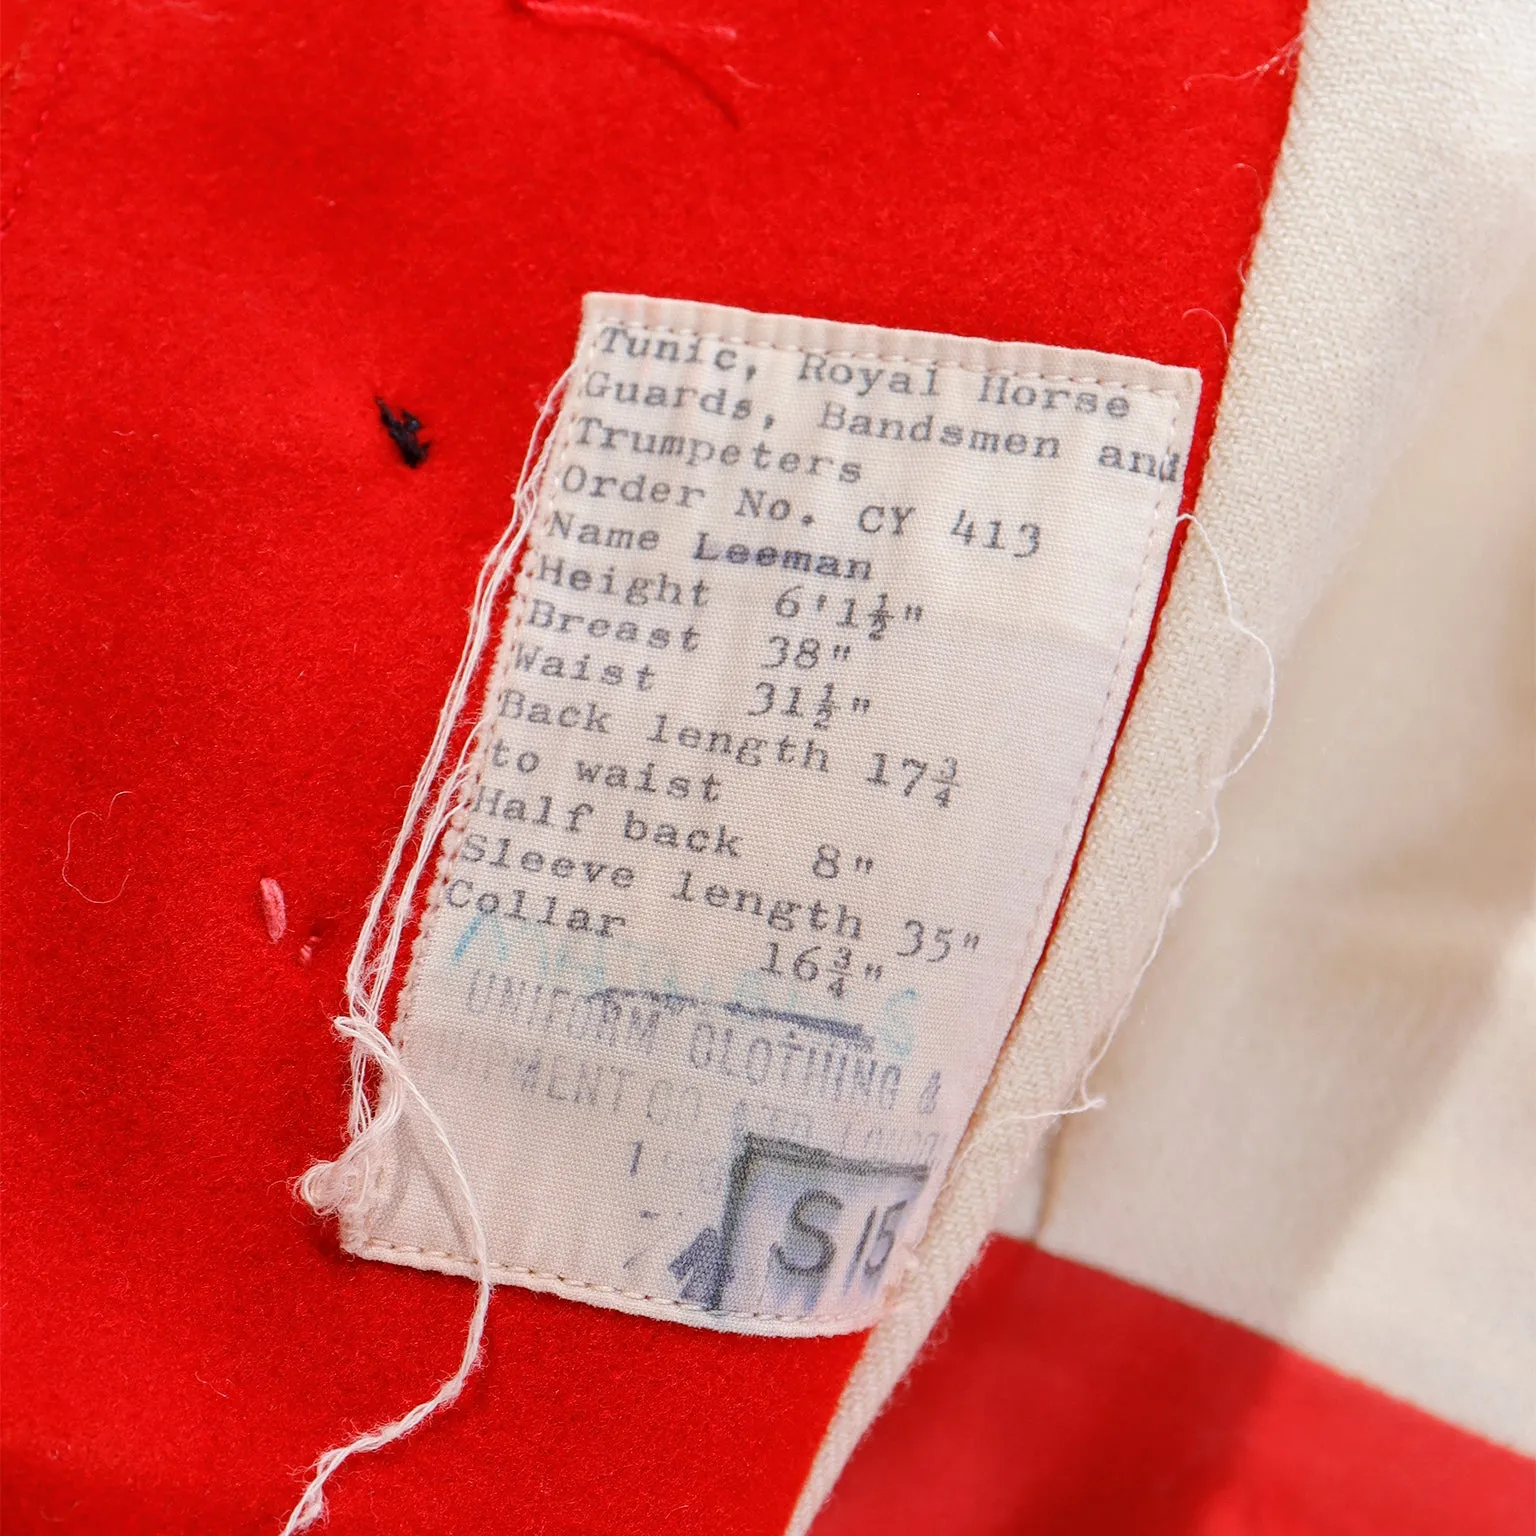 Tunic, Royal Horse
Guards, Bandsmen and
Trumpeters
Order No. CY 413
Name Leeman
Height 6'1½"
Breast 38"
Waist 31½"
Back length 17¾
to waist
Half back 8"
Sleeve length 35"
Collar 16¾"
UNIFORM CLOTHING &
S 15